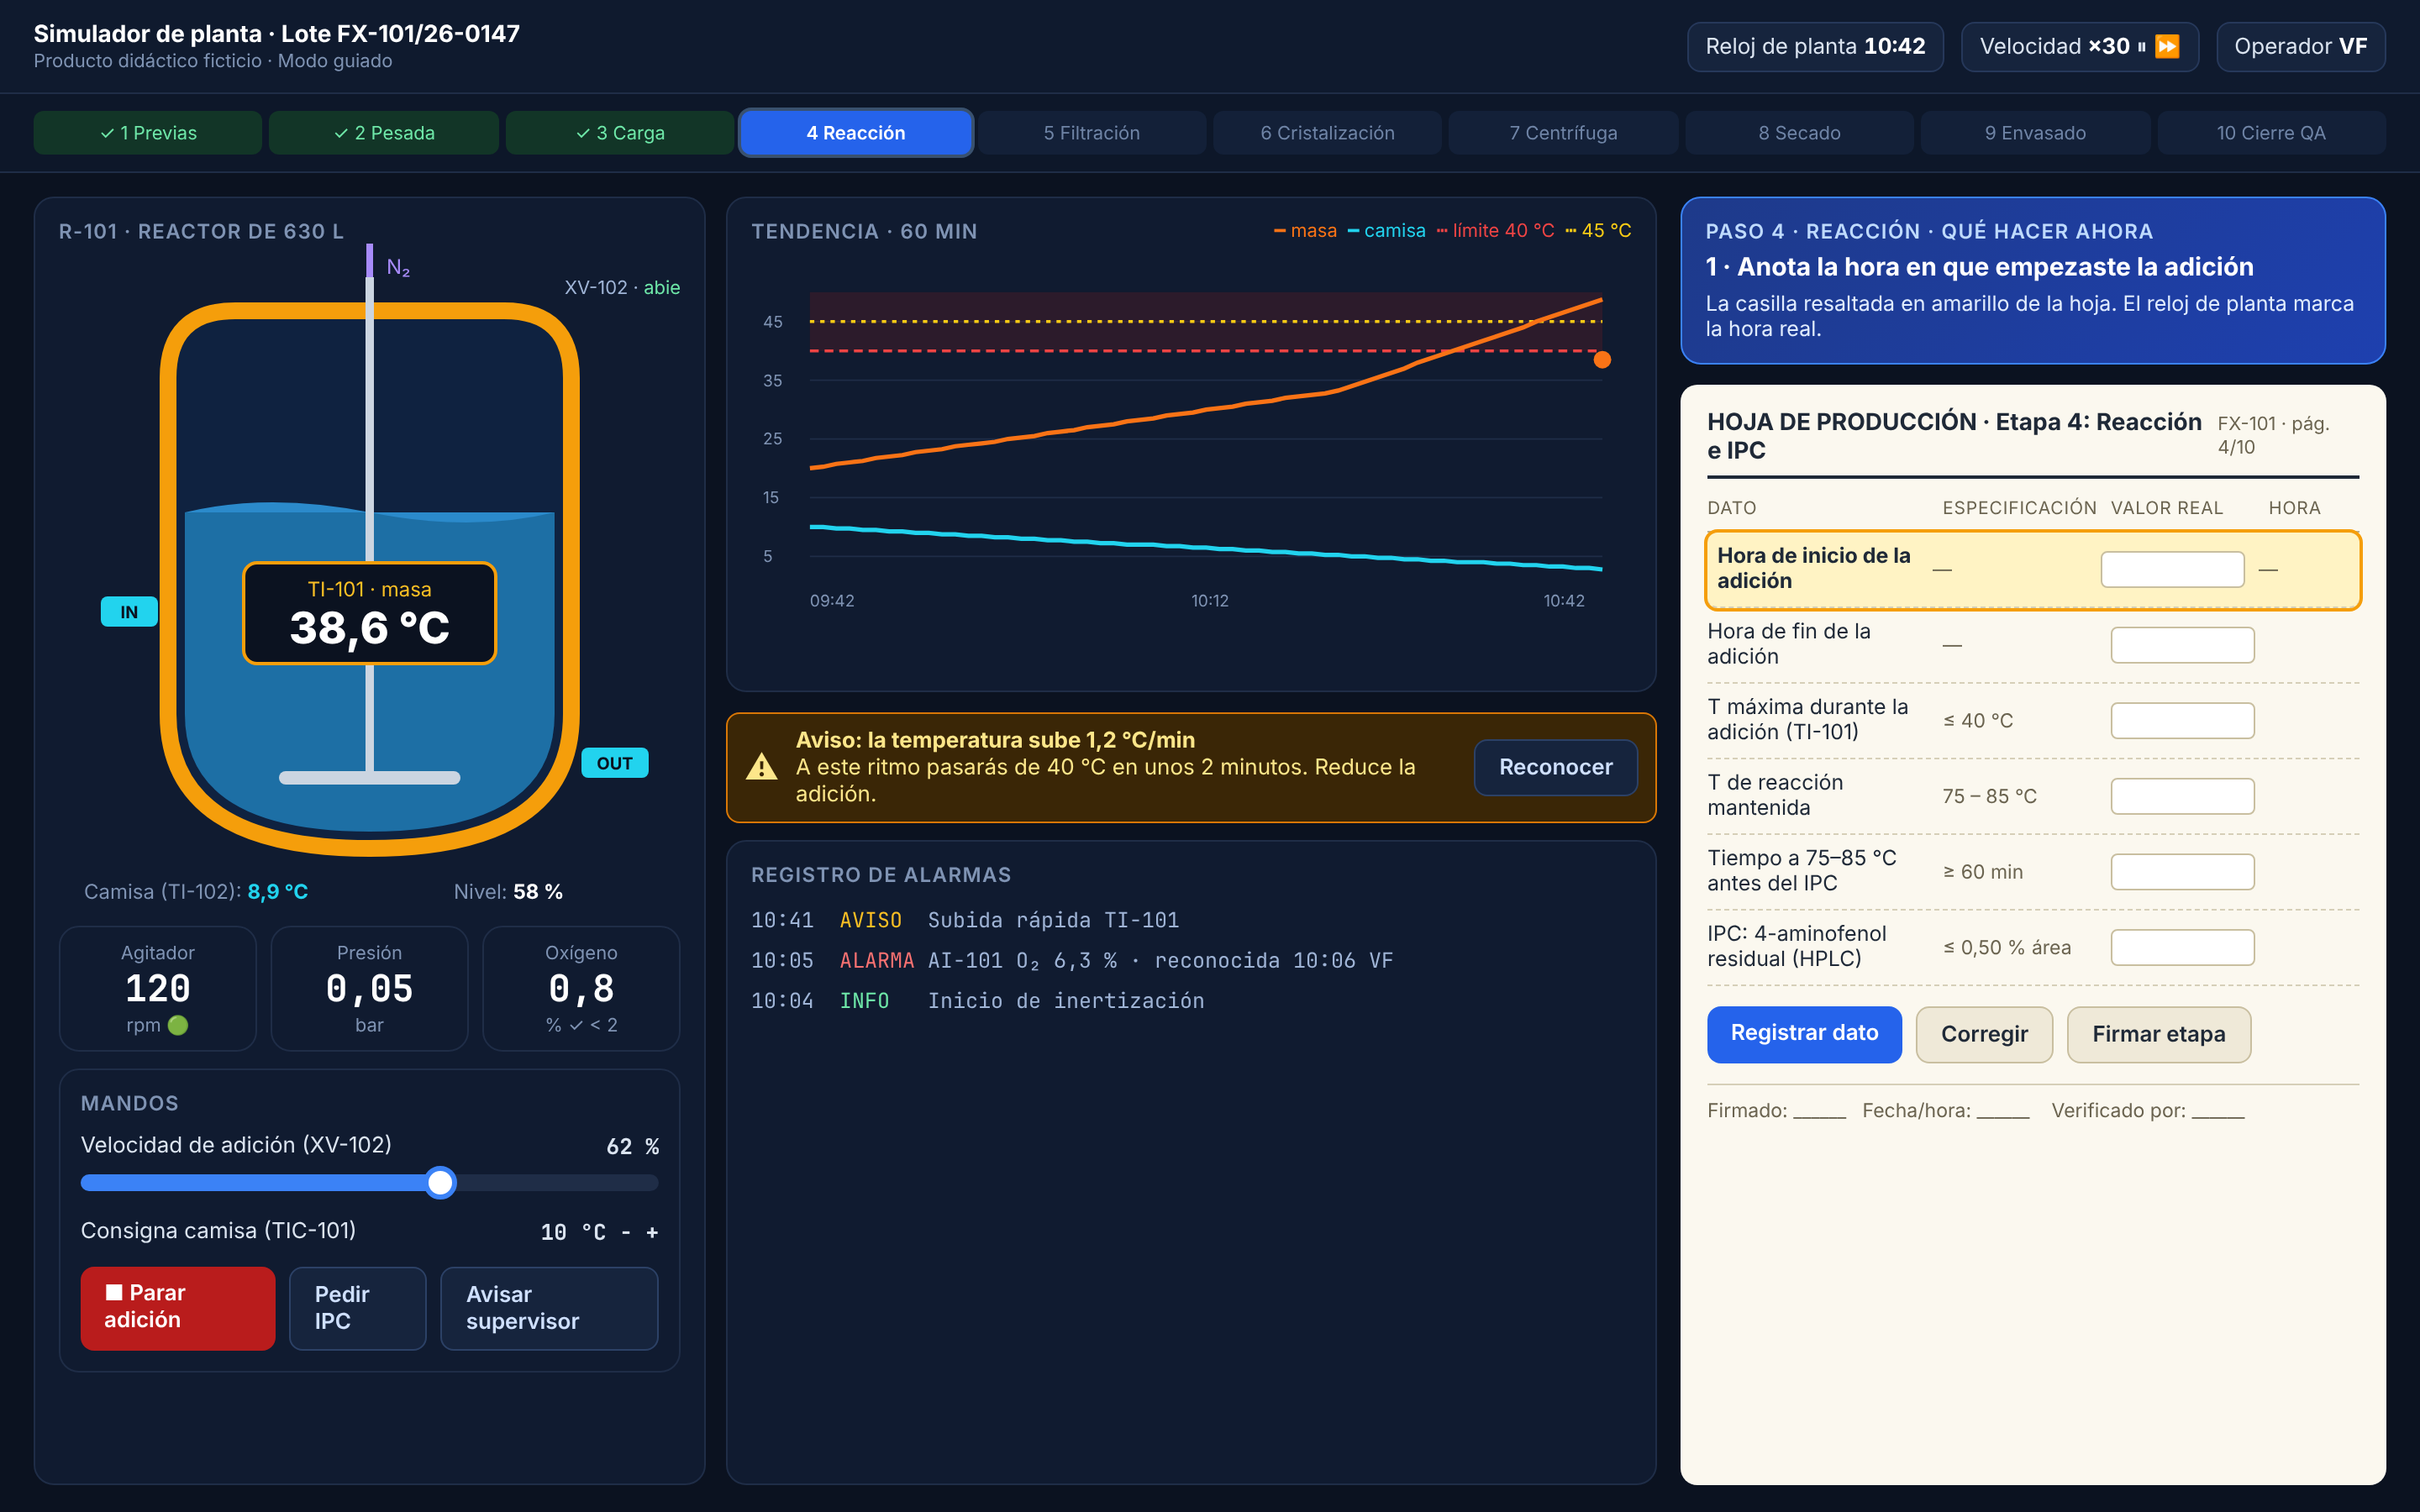 Simulador de planta · Lote FX-101/26-0147
Producto didáctico ficticio · Modo guiado
Reloj de planta 10:42
Velocidad ×30 ⏸ ⏩
Operador VF
✓ 1 Previas
✓ 2 Pesada
✓ 3 Carga
4 Reacción
5 Filtración
6 Cristalización
7 Centrífuga
8 Secado
9 Envasado
10 Cierre QA
R-101 · REACTOR DE 630 L
N₂
XV-102 · abie
TI-101 · masa
38,6 °C
IN
OUT
Camisa (TI-102): 8,9 °C
Nivel: 58 %
Agitador
120
rpm 🟢
Presión
0,05
bar
Oxígeno
0,8
% ✓ < 2
MANDOS
Velocidad de adición (XV-102) 62 %
Consigna camisa (TIC-101) 10 °C - +
■ Parar
adición
Pedir
IPC
Avisar
supervisor
TENDENCIA · 60 MIN
━ masa ━ camisa ┅ límite 40 °C ┅ 45 °C
45
35
25
15
5
09:42
10:12
10:42
Aviso: la temperatura sube 1,2 °C/min
A este ritmo pasarás de 40 °C en unos 2 minutos. Reduce la
adición.
Reconocer
REGISTRO DE ALARMAS
10:41 AVISO Subida rápida TI-101
10:05 ALARMA AI-101 O₂ 6,3 % · reconocida 10:06 VF
10:04 INFO Inicio de inertización
PASO 4 · REACCIÓN · QUÉ HACER AHORA
1 · Anota la hora en que empezaste la adición
La casilla resaltada en amarillo de la hoja. El reloj de planta marca
la hora real.
HOJA DE PRODUCCIÓN · Etapa 4: Reacción
e IPC
FX-101 · pág.
4/10
DATO ESPECIFICACIÓN VALOR REAL HORA
Hora de inicio de la
adición
— —
Hora de fin de la
adición
—
T máxima durante la
adición (TI-101)
≤ 40 °C
T de reacción
mantenida
75 – 85 °C
Tiempo a 75–85 °C
antes del IPC
≥ 60 min
IPC: 4-aminofenol
residual (HPLC)
≤ 0,50 % área
Registrar dato
Corregir
Firmar etapa
Firmado: _____ Fecha/hora: _____ Verificado por: _____